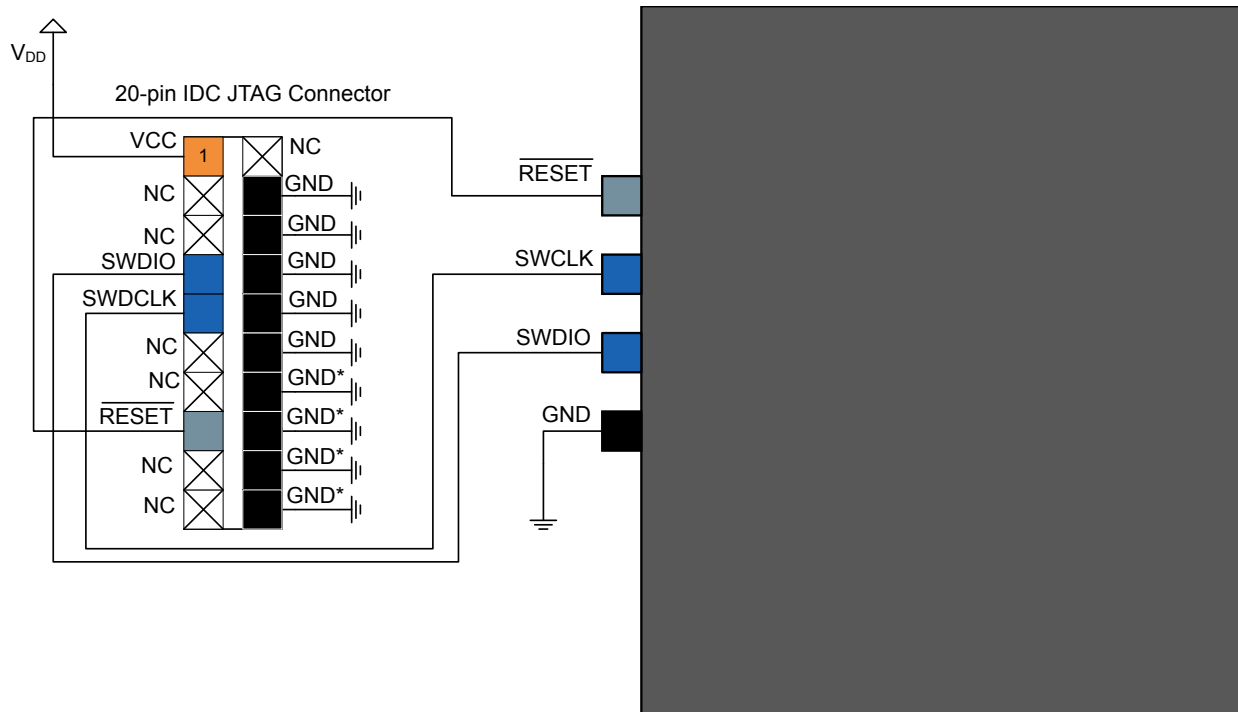 VDD
20-pin IDC JTAG Connector
VCC
1
NC
NC
GND
NC
GND
SWDIO
GND
SWDCLK
GND
NC
GND
NC
GND*
RESET
GND*
NC
GND*
NC
GND*
RESET
SWCLK
SWDIO
GND